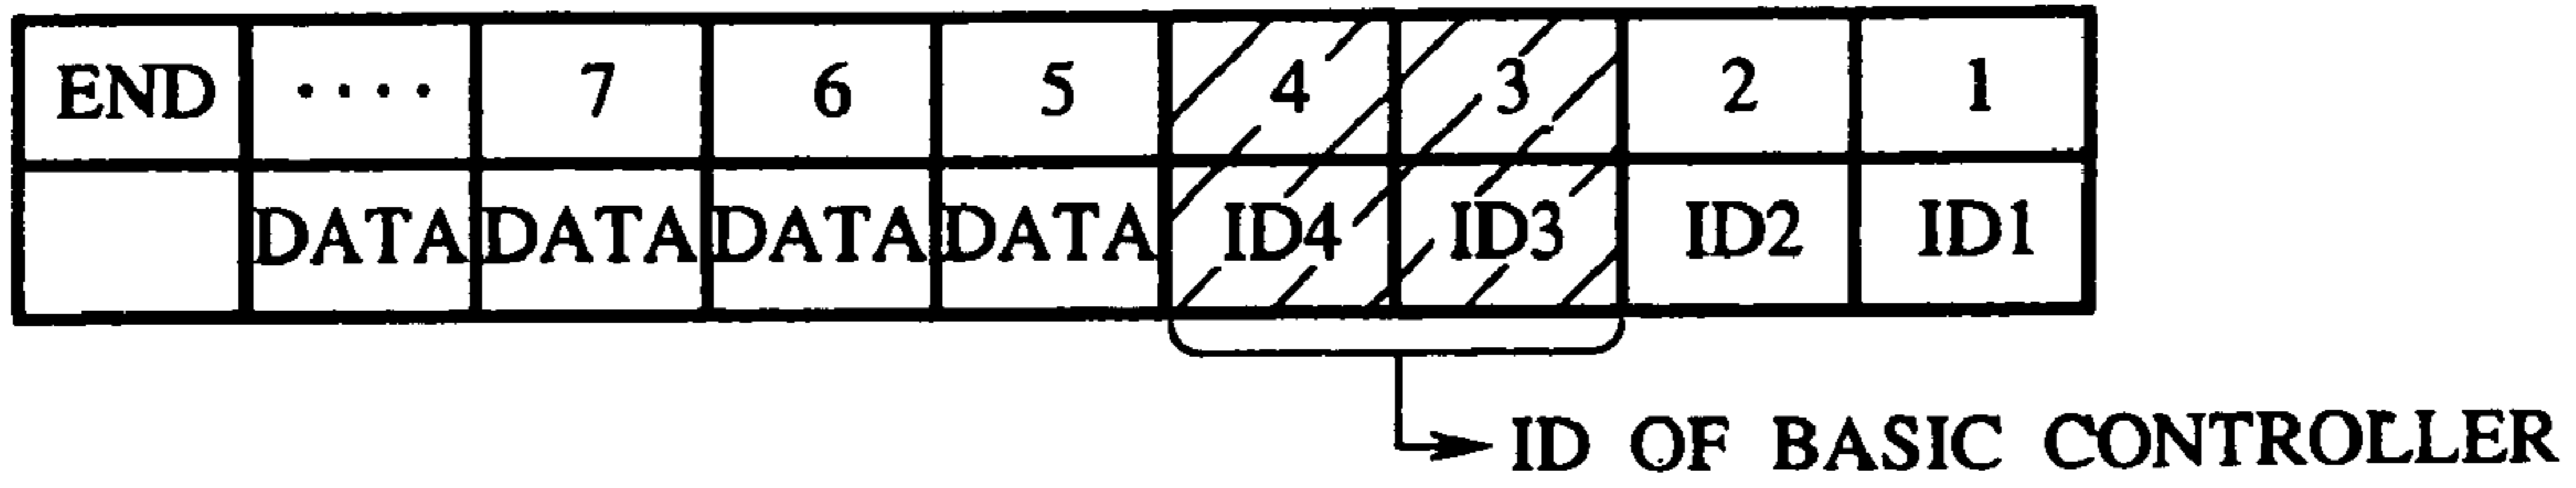 END .... 7 6 5 4 3 2 1
DATA DATA DATA DATA ID4 ID3 ID2 ID1
ID OF BASIC CONTROLLER